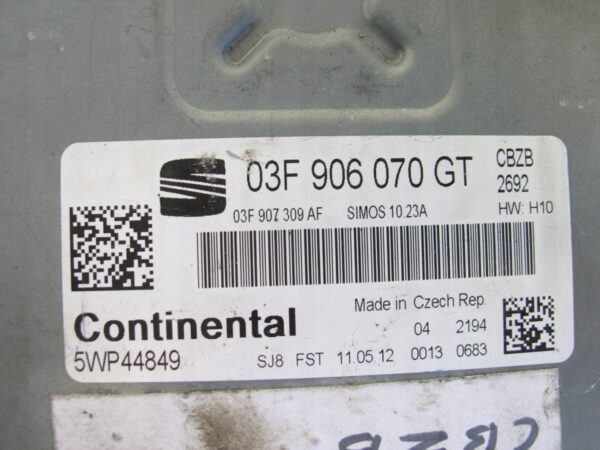 03F 906 070 GT CBZB
2692
03F 907 309 AF SIMOS 10.23A HW: H10
Made in Czech Rep.
Continental 04 2194
5WP44849 SJ8 FST 11.05.12 0013 0683
CBZB